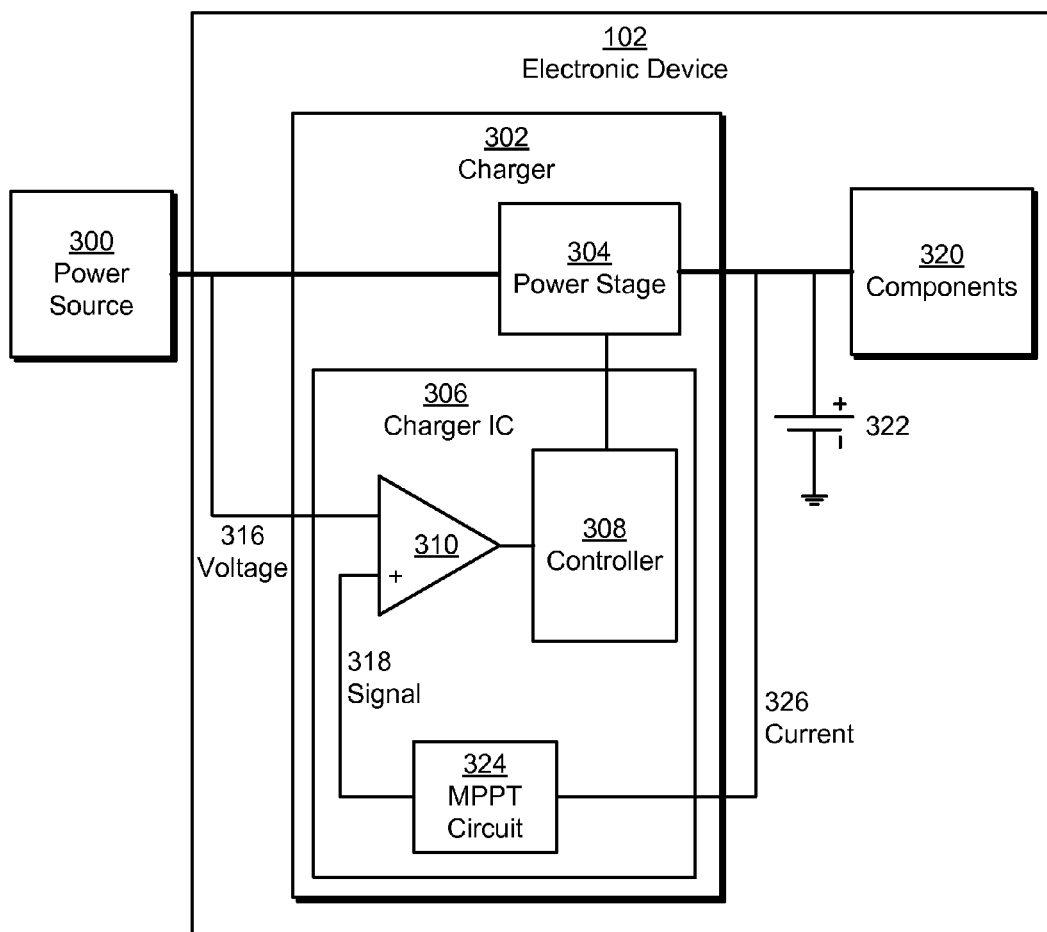 102
Electronic Device
302
Charger
300
Power
Source
304
Power Stage
320
Components
306
Charger IC
+
322
316
Voltage
310
+
308
Controller
318
Signal
326
Current
324
MPPT
Circuit